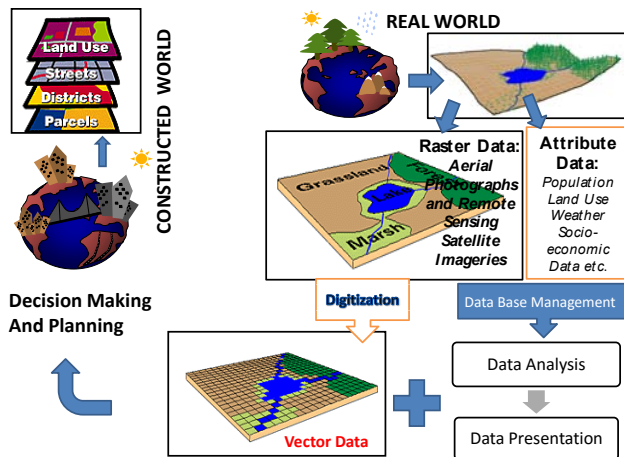 REAL WORLD
Land Use
Streets
Districts
Parcels
CONSTRUCTED WORLD
Raster Data:
Aerial
Photographs
and Remote
Sensing
Satellite
Imageries
Grassland
Forest
Lake
Marsh
Attribute
Data:
Population
Land Use
Weather
Socio-
economic
Data etc.
Decision Making
And Planning
Digitization
Data Base Management
Data Analysis
Vector Data
Data Presentation